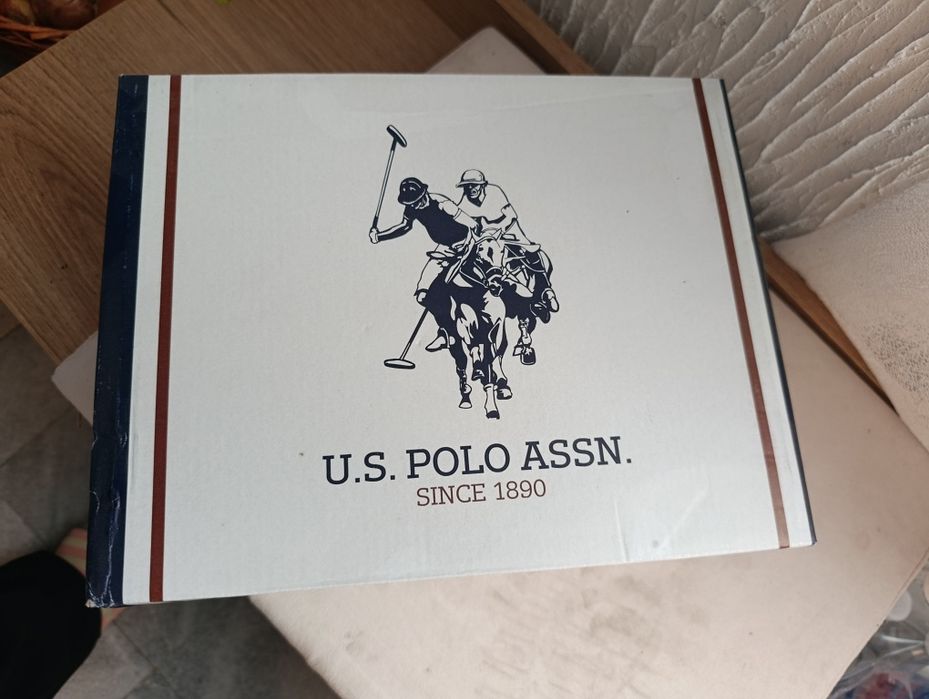 U.S. POLO ASSN.
SINCE 1890